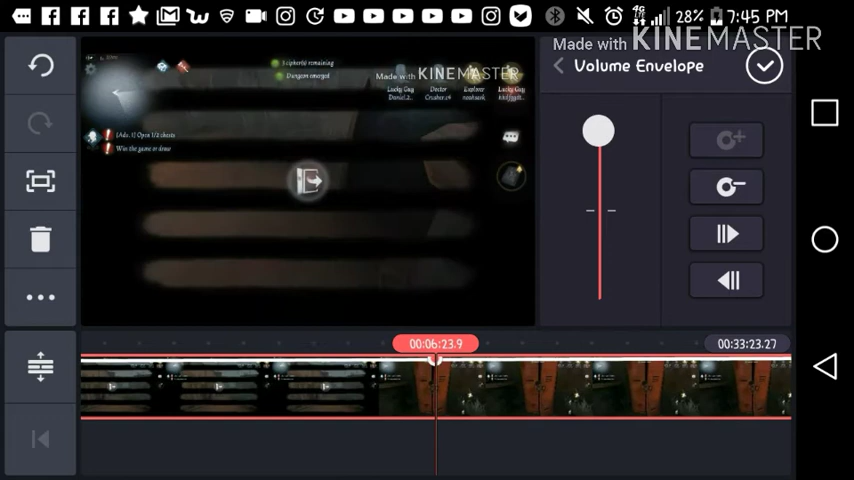 4G 28% 7:45 PM
Made with KINEMASTER
Volume Envelope
3 cipher(s) remaining
Dungeon emerged
Made with KINEMASTER
Lucky Guy
Doctor
Explorer
Lucky Guy
Open 1/2 chests
Win the game or draw
00:06:23.9
00:33:23.27